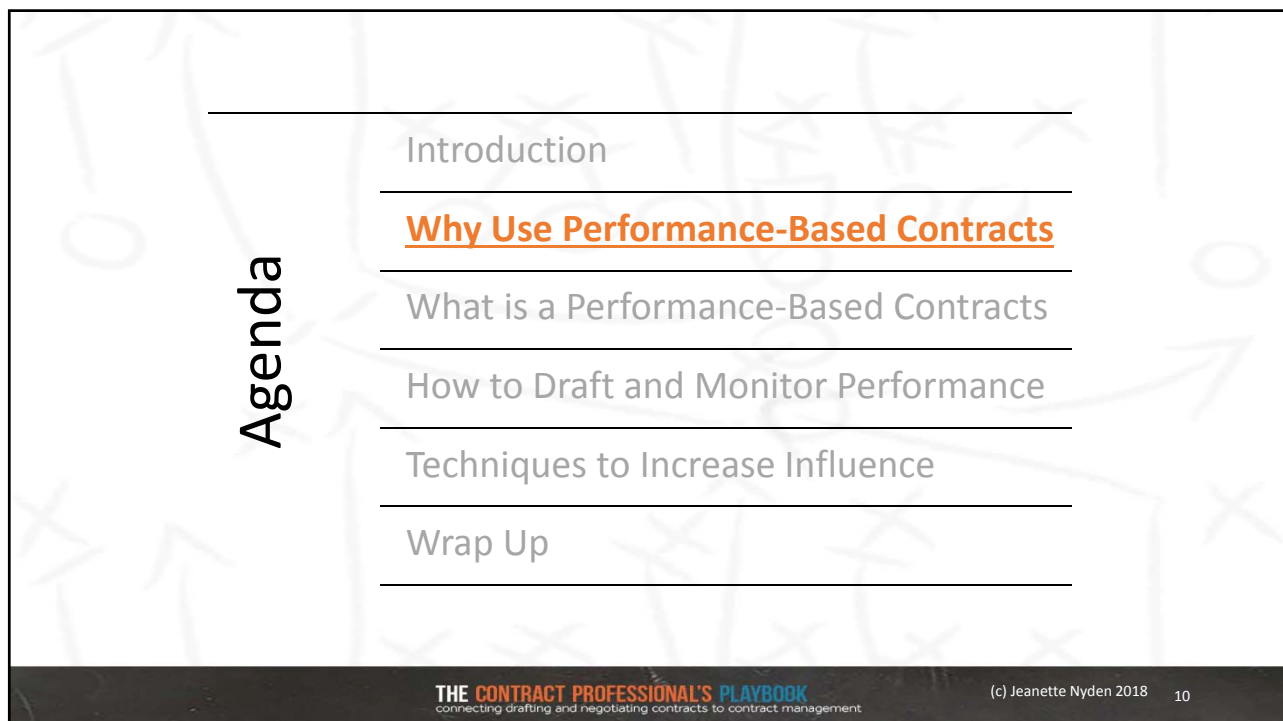 Agenda
Introduction
Why Use Performance-Based Contracts
What is a Performance-Based Contracts
How to Draft and Monitor Performance
Techniques to Increase Influence
Wrap Up
THE CONTRACT PROFESSIONAL'S PLAYBOOK
connecting drafting and negotiating contracts to contract management
(c) Jeanette Nyden 2018
10